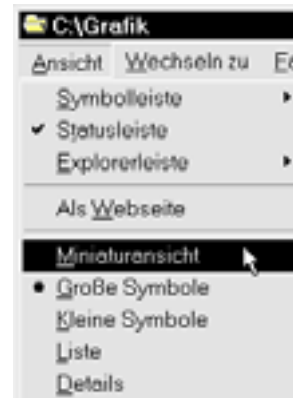 C:\Grafik
Ansicht Wechseln zu
Symbolleiste
Statusleiste
Explorerleiste
Als Webseite
Miniaturansicht
Große Symbole
Kleine Symbole
Liste
Details